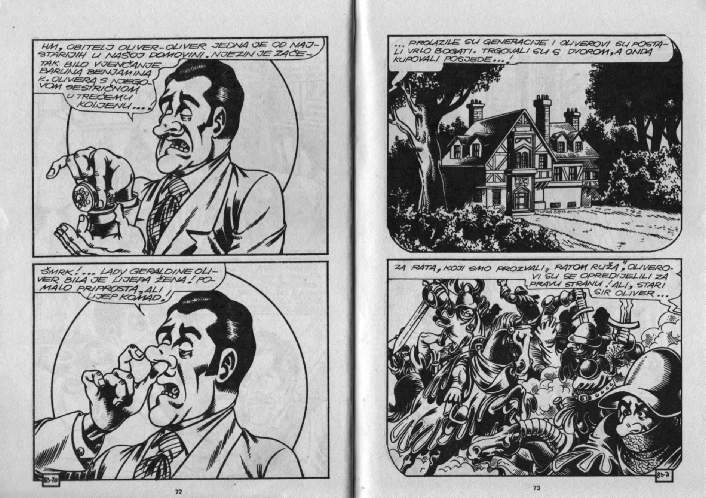 HM, OBITELJ OLIVER-OLIVER JEDNA JE OD NAJ-
STARIJIH U NAŠOJ DOMOVINI. NJEZIN JE ZAČE-
TAK BILO VJENČANJE
BARUNA BENJAMINA
K. OLIVERA S NJEGO-
VOM SESTRIČNOM
U TREĆEMU
KOLJENU...!
ŠMRK!... LADY GERALDINE OLI-
VER BILA JE LIJEPA ŽENA! PO-
MALO PRIPROSTA, ALI
LIJEP KOMAD!
72
... PROLAZILE SU GENERACIJE I OLIVEROVI SU POSTA-
LI VRLO BOGATI. TRGOVALI SU S DVOROM, A ONDA
KUPOVALI POSJEDE...!
ZA RATA, KOJI SMO PROZVALI, "RATOM RUŽA," OLIVERO-
VI SU SE OPREDIJELILI ZA
PRAVU STRANU! ALI, STARI
SIR OLIVER...
73